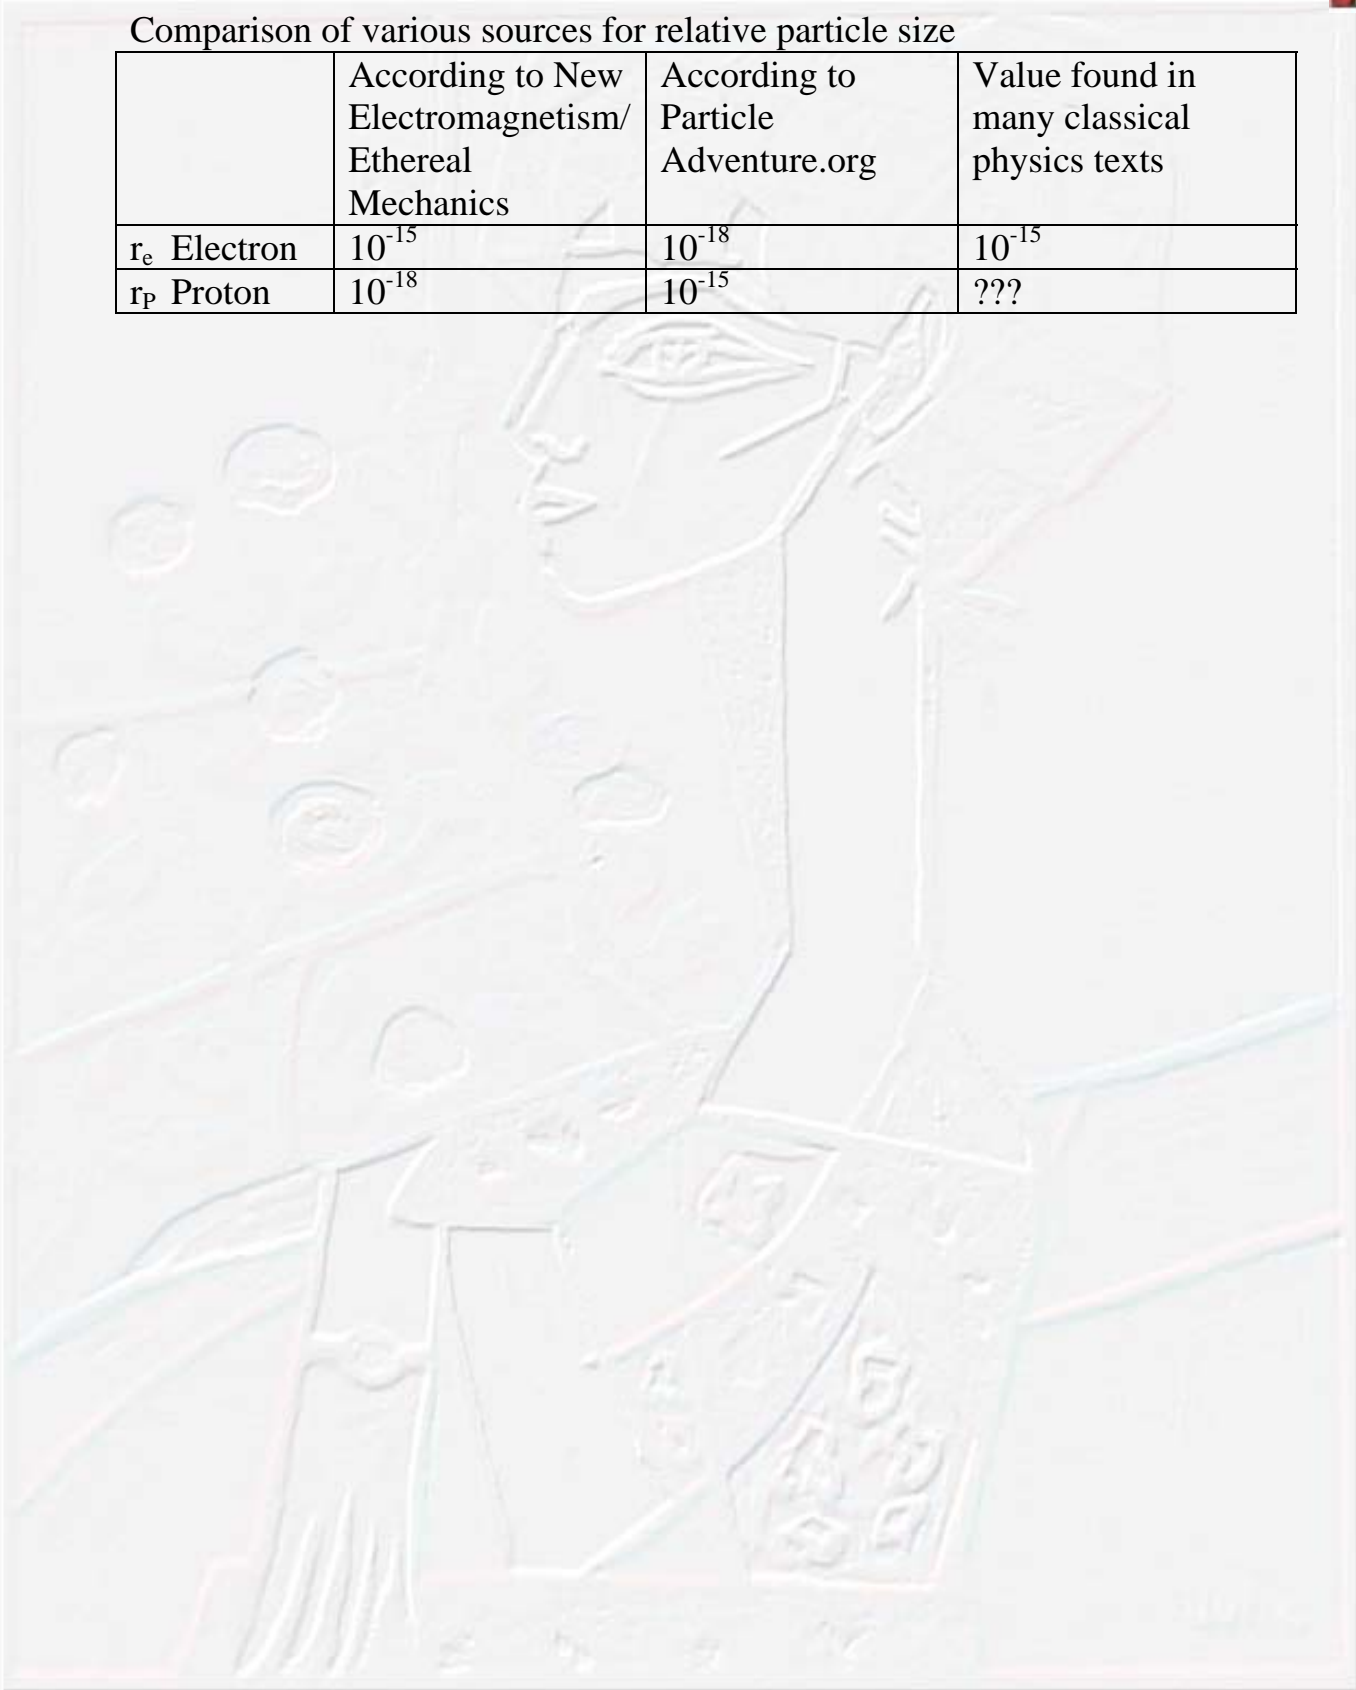 Comparison of various sources for relative particle size
According to New Electromagnetism/ Ethereal Mechanics
According to Particle Adventure.org
Value found in many classical physics texts
rₑ Electron 10⁻¹⁵ 10⁻¹⁸ 10⁻¹⁵
r_P Proton 10⁻¹⁸ 10⁻¹⁵ ???